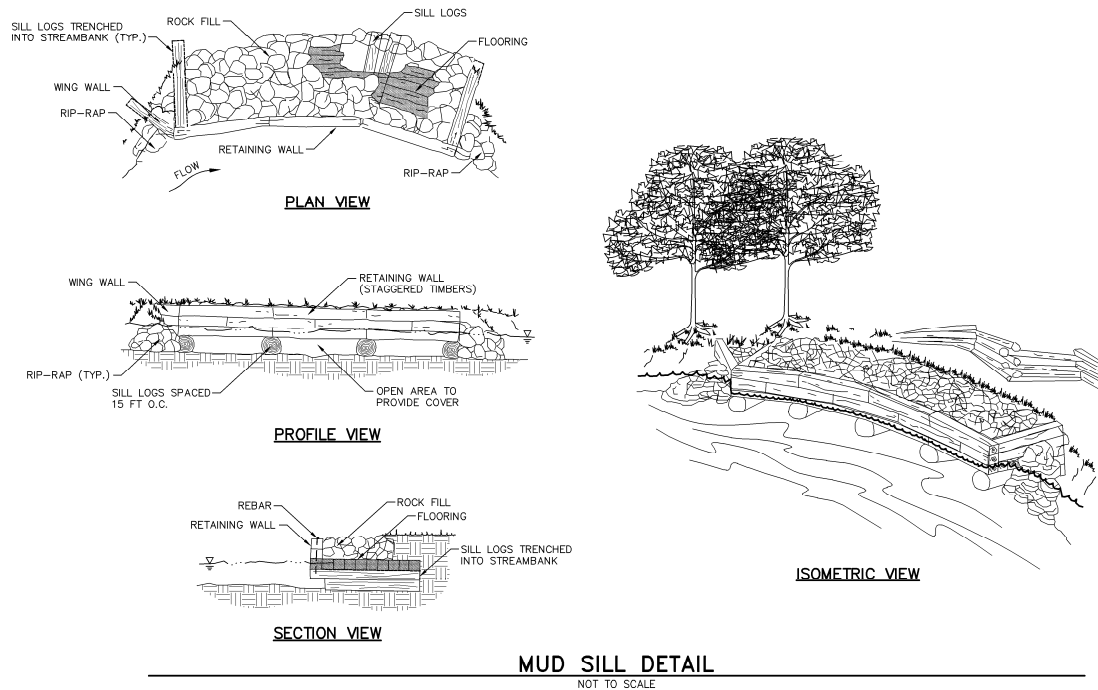 SILL LOGS TRENCHED
INTO STREAMBANK (TYP.)
ROCK FILL
SILL LOGS
FLOORING
WING WALL
RIP-RAP
RETAINING WALL
RIP-RAP
FLOW
PLAN VIEW
WING WALL
RETAINING WALL
(STAGGERED TIMBERS)
RIP-RAP (TYP.)
SILL LOGS SPACED
15 FT O.C.
OPEN AREA TO
PROVIDE COVER
PROFILE VIEW
REBAR
RETAINING WALL
ROCK FILL
FLOORING
SILL LOGS TRENCHED
INTO STREAMBANK
SECTION VIEW
ISOMETRIC VIEW
MUD SILL DETAIL
NOT TO SCALE